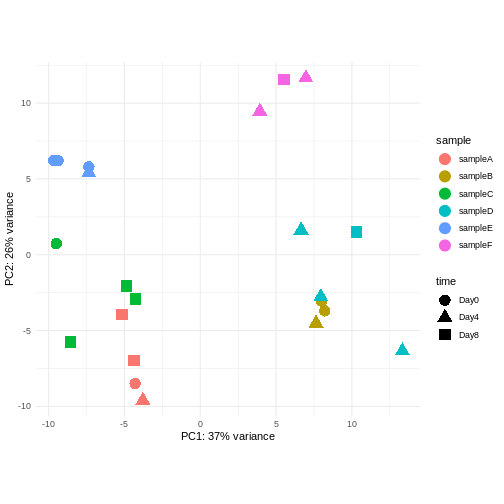 10
5
0
-5
-10
-10
-5
0
5
10
PC1: 37% variance
PC2: 26% variance
sample
sampleA
sampleB
sampleC
sampleD
sampleE
sampleF
time
Day0
Day4
Day8